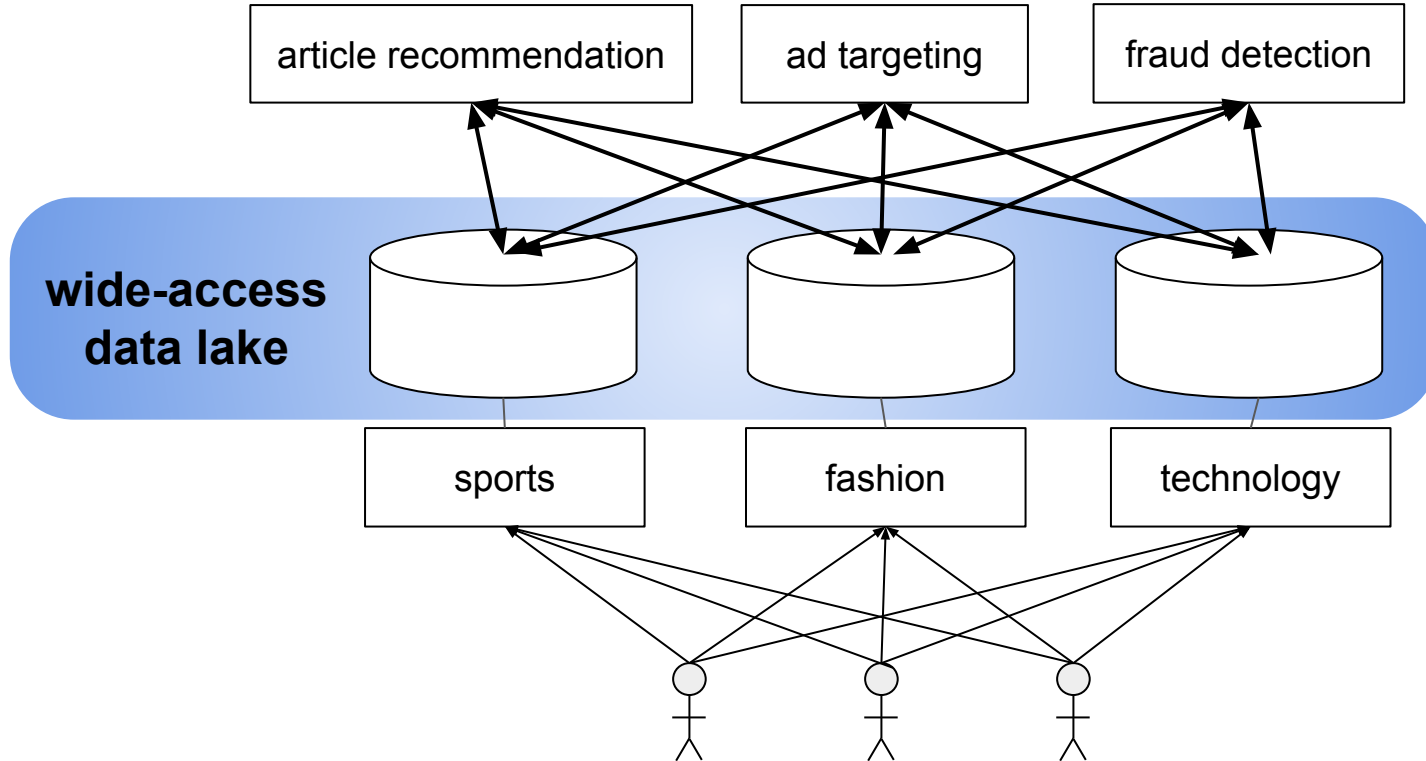 article recommendation
ad targeting
fraud detection
wide-access
data lake
sports
fashion
technology